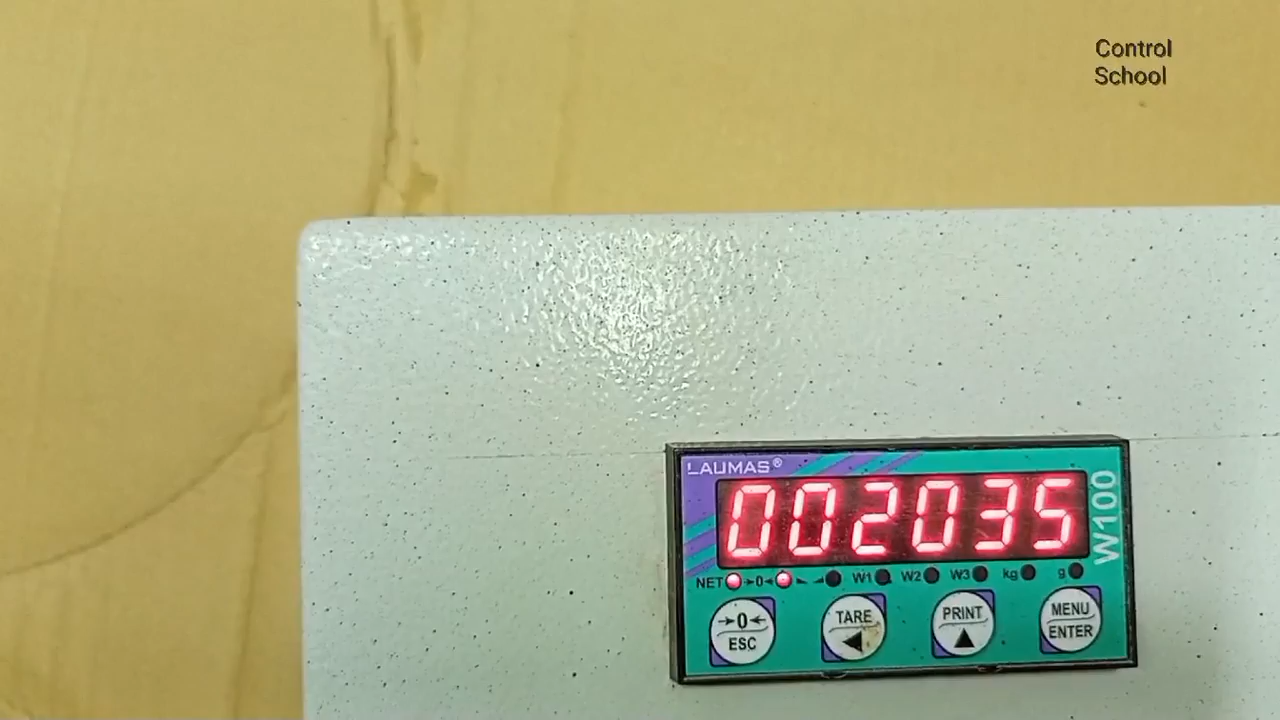 Control
School
LAUMAS®
002035
W100
NET →0← W1 W2 W3 kg g
→0← TARE PRINT MENU
ESC ENTER